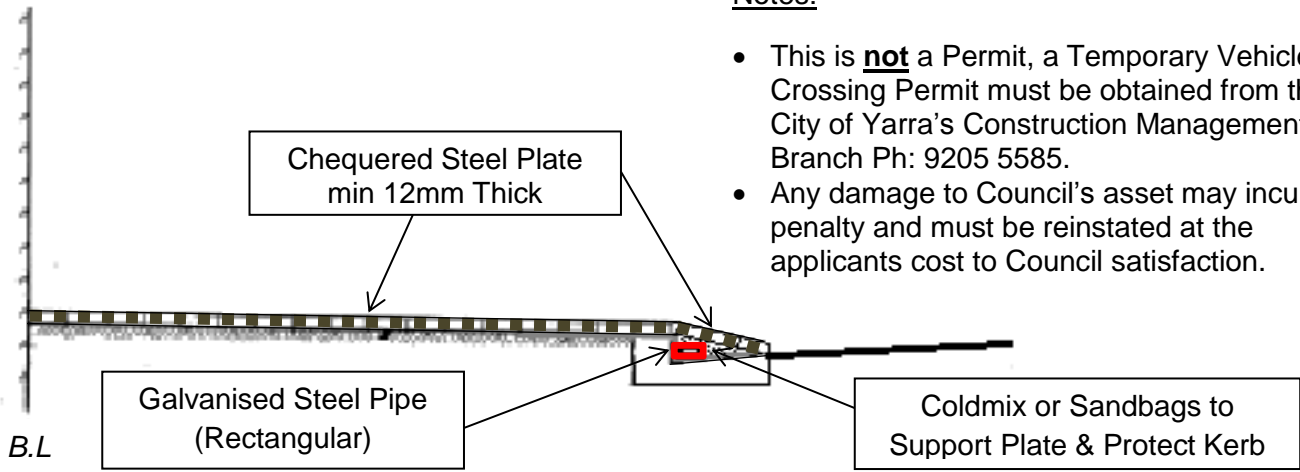 Notes:
• This is not a Permit, a Temporary Vehicle
Crossing Permit must be obtained from
City of Yarra's Construction Management
Branch Ph: 9205 5585.
• Any damage to Council's asset may
penalty and must be reinstated at the
applicants cost to Council satisfaction.
Chequered Steel Plate
min 12mm Thick
Galvanised Steel Pipe
(Rectangular)
Coldmix or Sandbags to
Support Plate & Protect Kerb
B.L